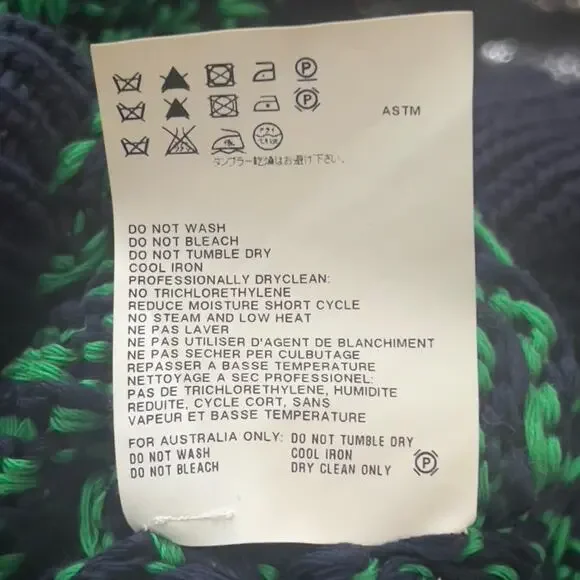 P
P
ASTM
タンブラー乾燥はお避け下さい。
DO NOT WASH
DO NOT BLEACH
DO NOT TUMBLE DRY
COOL IRON
PROFESSIONALLY DRYCLEAN:
NO TRICHLORETHYLENE
REDUCE MOISTURE SHORT CYCLE
NO STEAM AND LOW HEAT
NE PAS LAVER
NE PAS UTILISER D'AGENT DE BLANCHIMENT
NE PAS SECHER PER CULBUTAGE
REPASSER A BASSE TEMPERATURE
NETTOYAGE A SEC PROFESSIONEL:
PAS DE TRICHLORETHYLENE, HUMIDITE
REDUITE, CYCLE CORT, SANS
VAPEUR ET BASSE TEMPERATURE
FOR AUSTRALIA ONLY: DO NOT TUMBLE DRY
DO NOT WASH COOL IRON
DO NOT BLEACH DRY CLEAN ONLY P